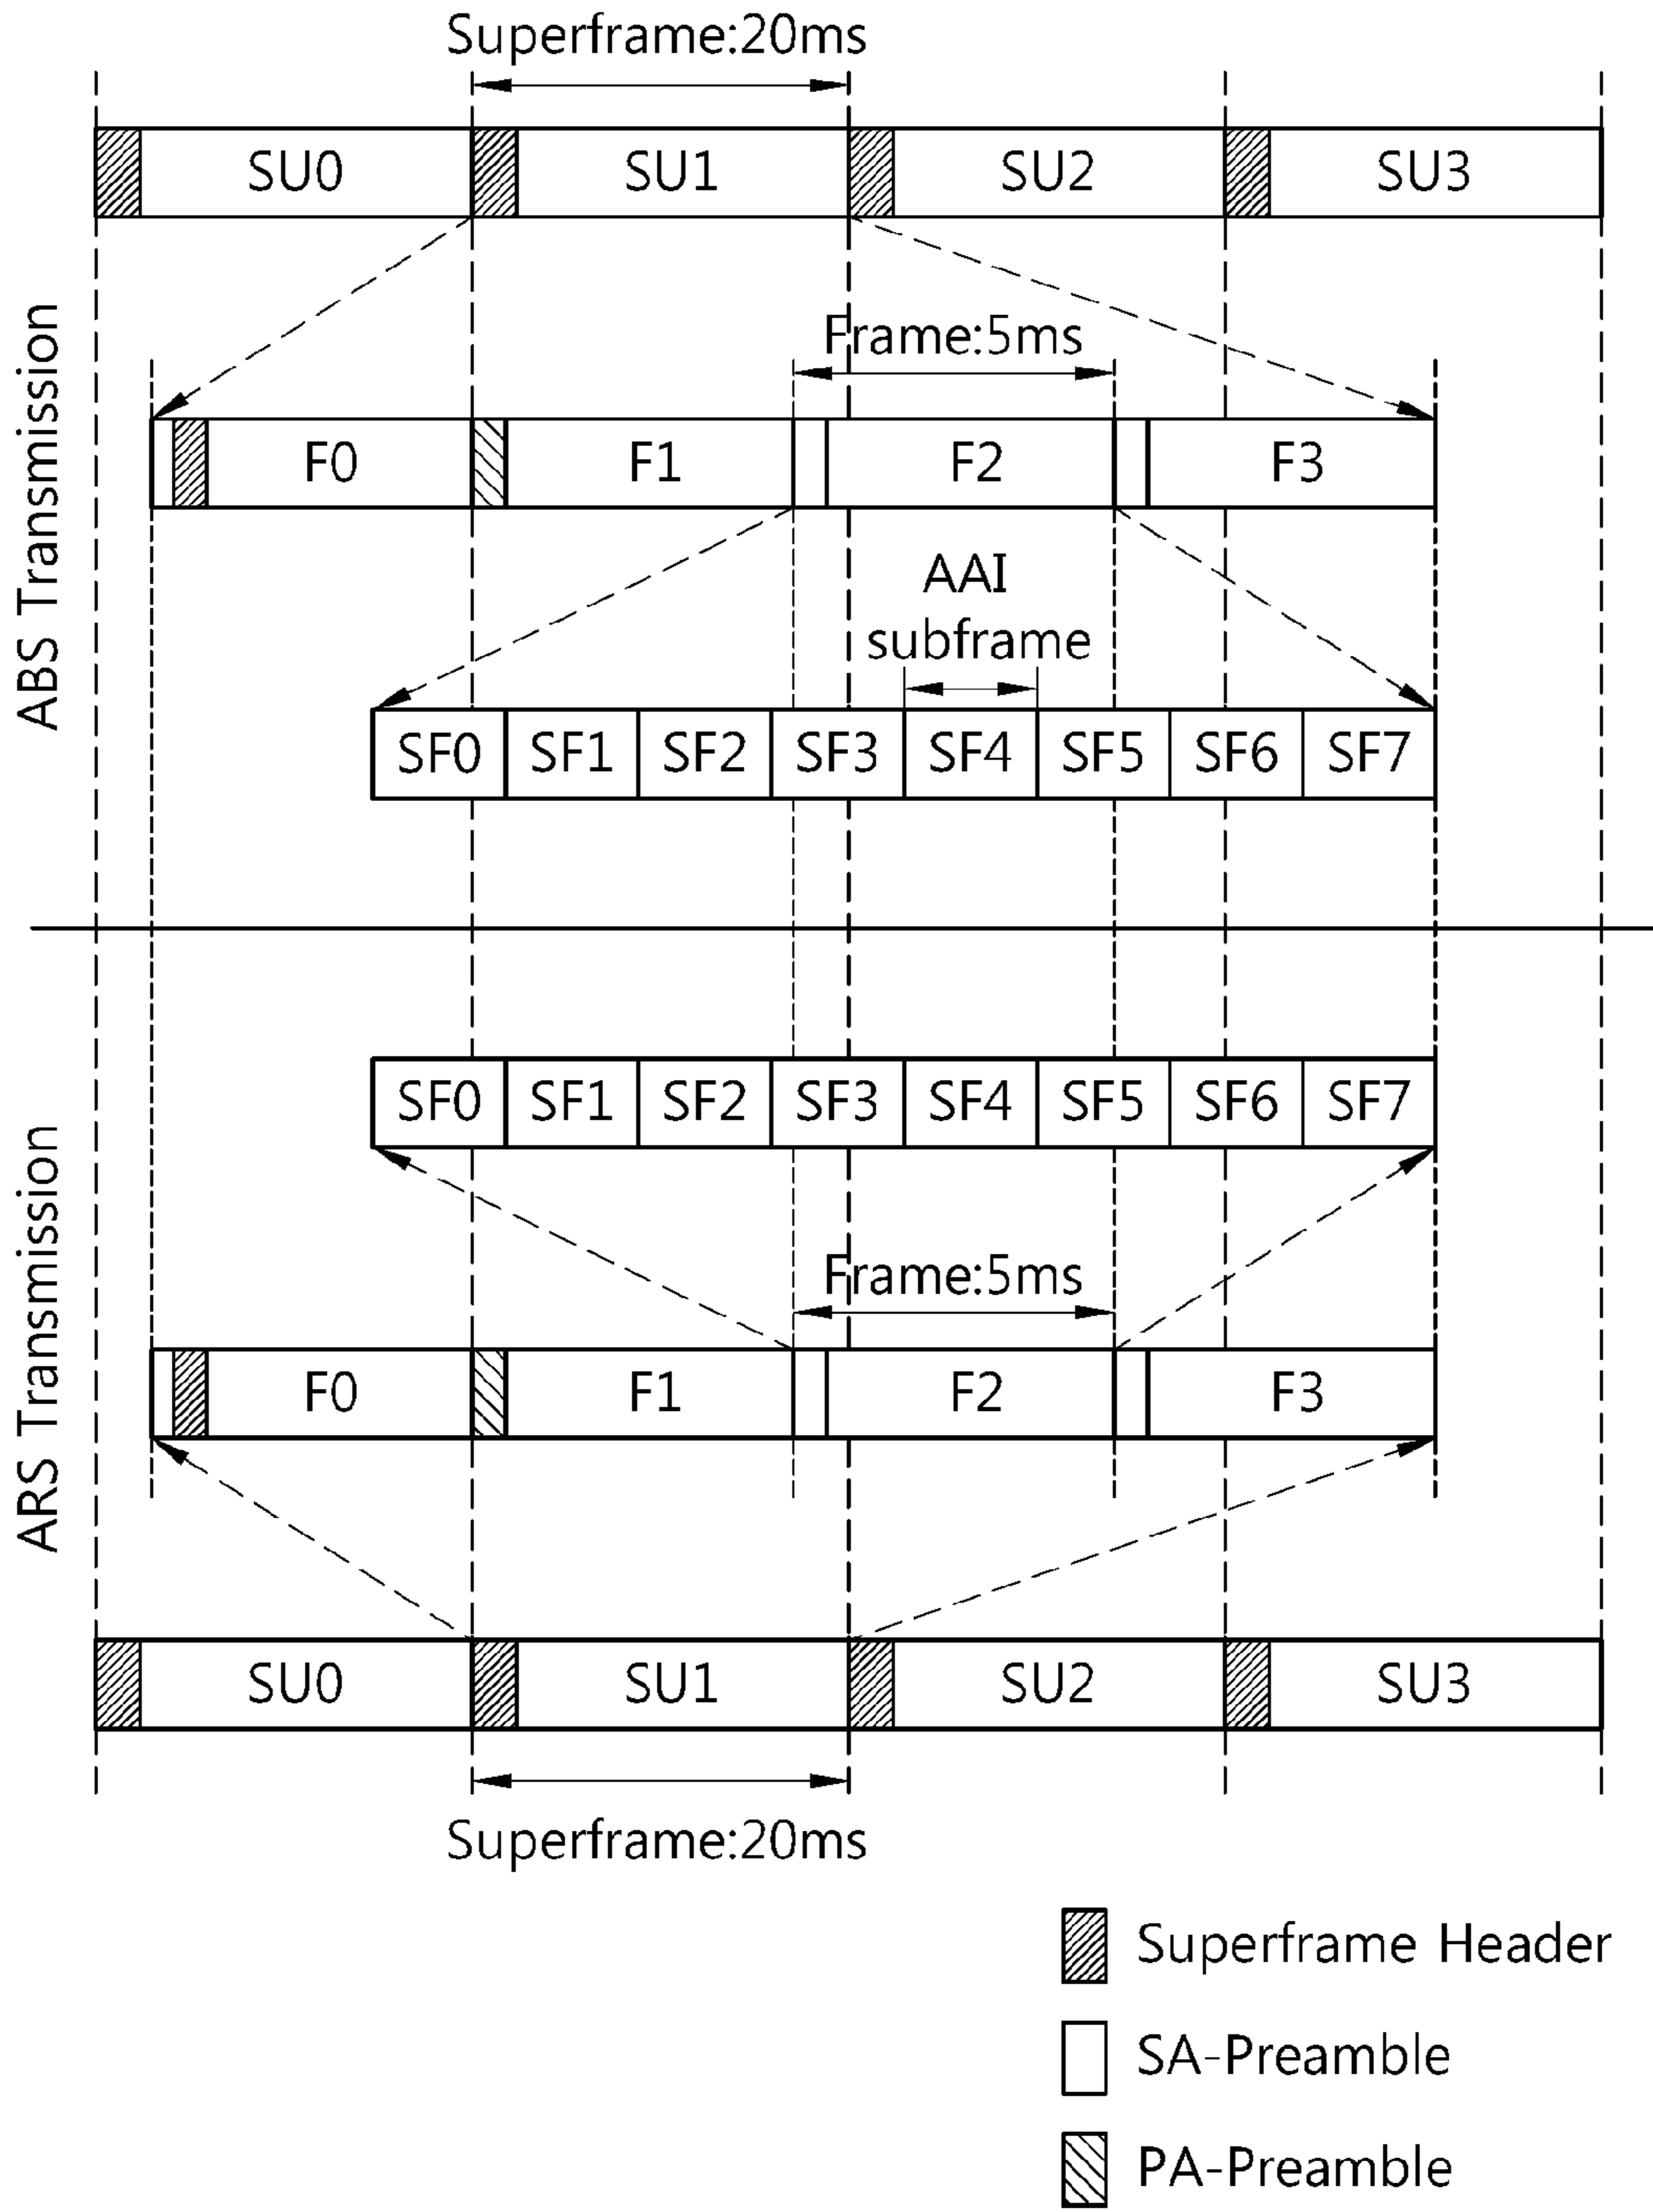 Superframe:20ms
SU0 SU1 SU2 SU3
ABS Transmission
Frame:5ms
F0 F1 F2 F3
AAI
subframe
SF0 SF1 SF2 SF3 SF4 SF5 SF6 SF7
SF0 SF1 SF2 SF3 SF4 SF5 SF6 SF7
ARS Transmission
Frame:5ms
F0 F1 F2 F3
SU0 SU1 SU2 SU3
Superframe:20ms
Superframe Header
SA-Preamble
PA-Preamble